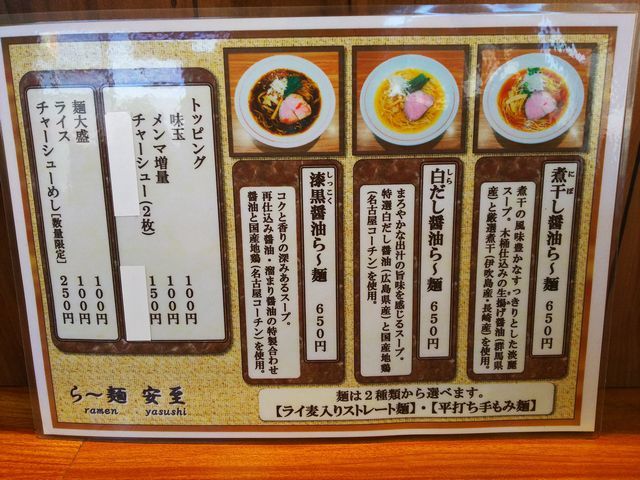 煮干し醤油ら〜麺 650円
にぼ
煮干の風味豊かなすっきりとした淡麗
スープ。木桶仕込みの生揚げ醤油(群馬県
産)と厳選煮干(伊吹島産・長崎産)を使用。
白だし醤油ら〜麺 650円
しら
まろやかな出汁の旨味を感じるスープ。
特選白だし醤油(広島県産)と国産地鶏
(名古屋コーチン)を使用。
漆黒醤油ら〜麺 650円
しっこく
コクと香りの深みあるスープ。
再仕込み醤油・溜まり醤油の特製合わせ
醤油と国産地鶏(名古屋コーチン)を使用。
麺は2種類から選べます。
【ライ麦入りストレート麺】・【平打ち手もみ麺】
トッピング
味玉 100円
メンマ増量 100円
チャーシュー(2枚) 150円
麺大盛 100円
ライス 100円
チャーシューめし[数量限定] 250円
ら〜麺 安至
ramen yasushi